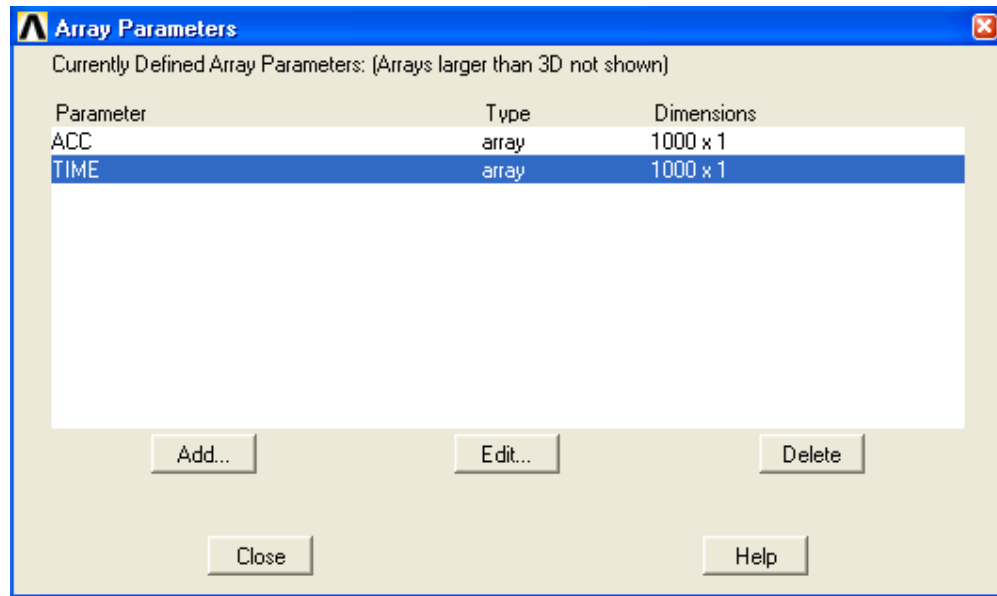 Array Parameters
Currently Defined Array Parameters: (Arrays larger than 3D not shown)
Parameter Type Dimensions
ACC array 1000 x 1
TIME array 1000 x 1
Add... Edit... Delete
Close Help